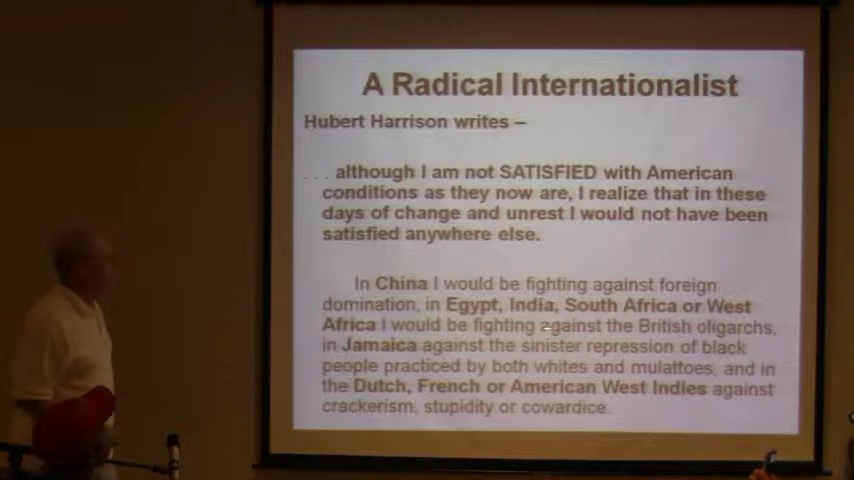 A Radical Internationalist
Hubert Harrison writes –
. . . although I am not SATISFIED with American
conditions as they now are, I realize that in these
days of change and unrest I would not have been
satisfied anywhere else.
In China I would be fighting against foreign
domination, in Egypt, India, South Africa or West
Africa I would be fighting against the British oligarchs,
in Jamaica against the sinister repression of black
people practiced by both whites and mulattoes, and in
the Dutch, French or American West Indies against
crackerism, stupidity or cowardice.